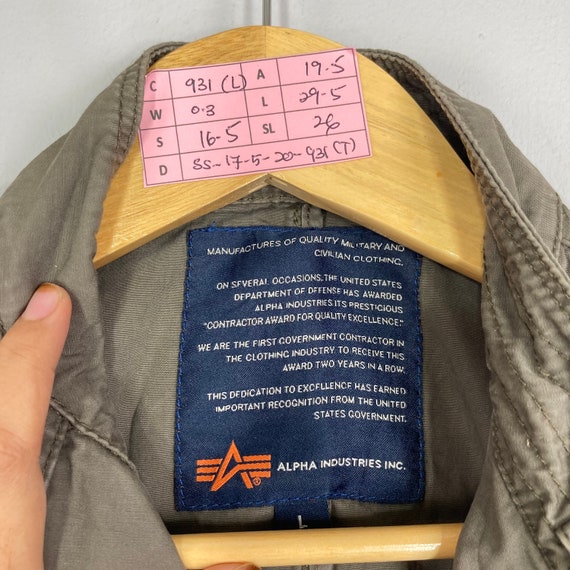 C 931 (L) A 19.5
W 0.3 L 29-5
S 16-5 SL 26
D SS-17-5-20-931 (T)
MANUFACTURES OF QUALITY MILITARY AND
CIVILIAN CLOTHING.
ON SEVERAL OCCASIONS, THE UNITED STATES
DEPARTMENT OF DEFENSE HAS AWARDED
ALPHA INDUSTRIES ITS PRESTIGIOUS
"CONTRACTOR AWARD FOR QUALITY EXCELLENCE."
WE ARE THE FIRST GOVERNMENT CONTRACTOR IN
THE CLOTHING INDUSTRY TO RECEIVE THIS
AWARD TWO YEARS IN A ROW.
THIS DEDICATION TO EXCELLENCE HAS EARNED
IMPORTANT RECOGNITION FROM THE UNITED
STATES GOVERNMENT.
ALPHA INDUSTRIES INC.
L